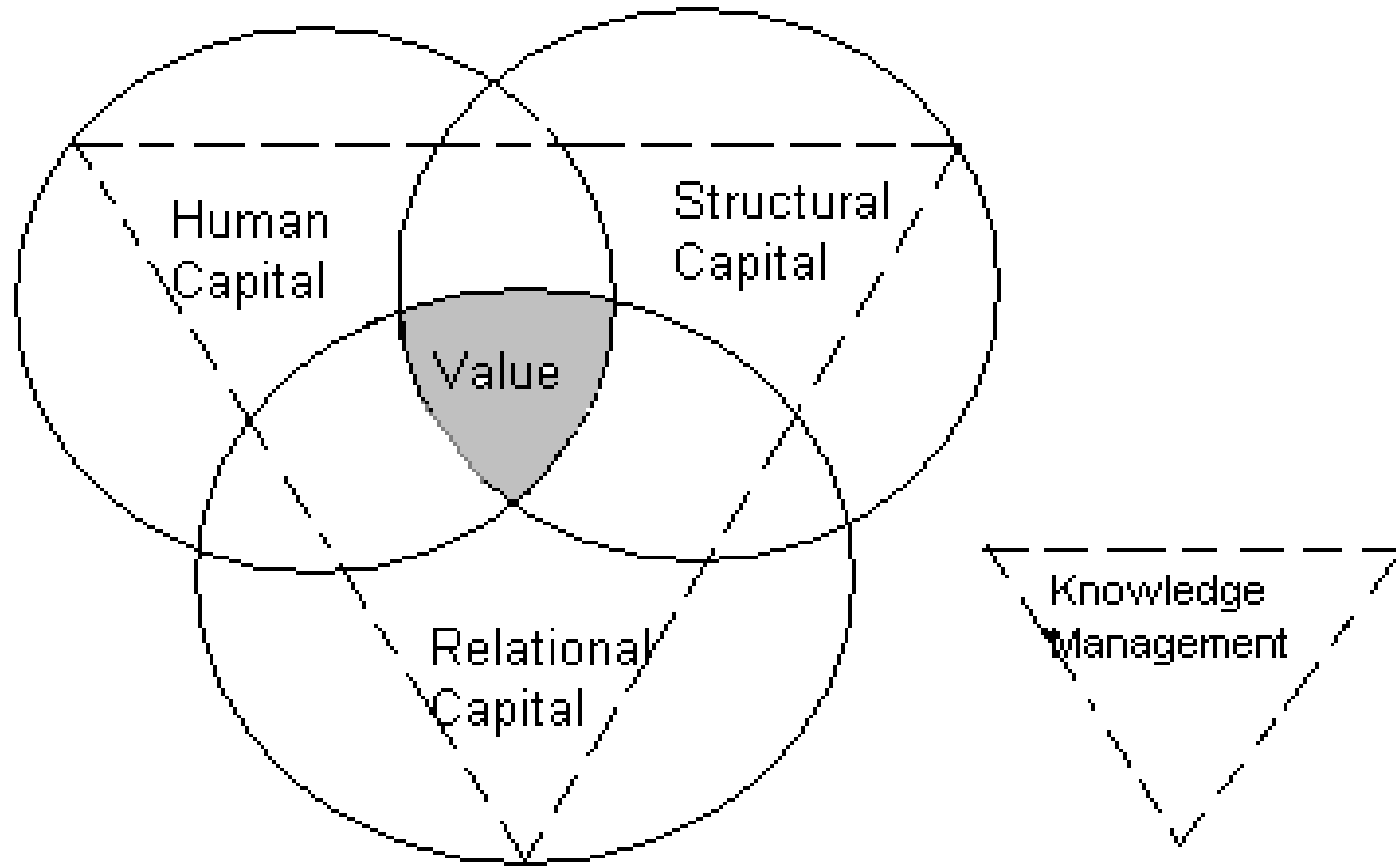 Human
Capital
Structural
Capital
Value
Relational
Capital
Knowledge
Management